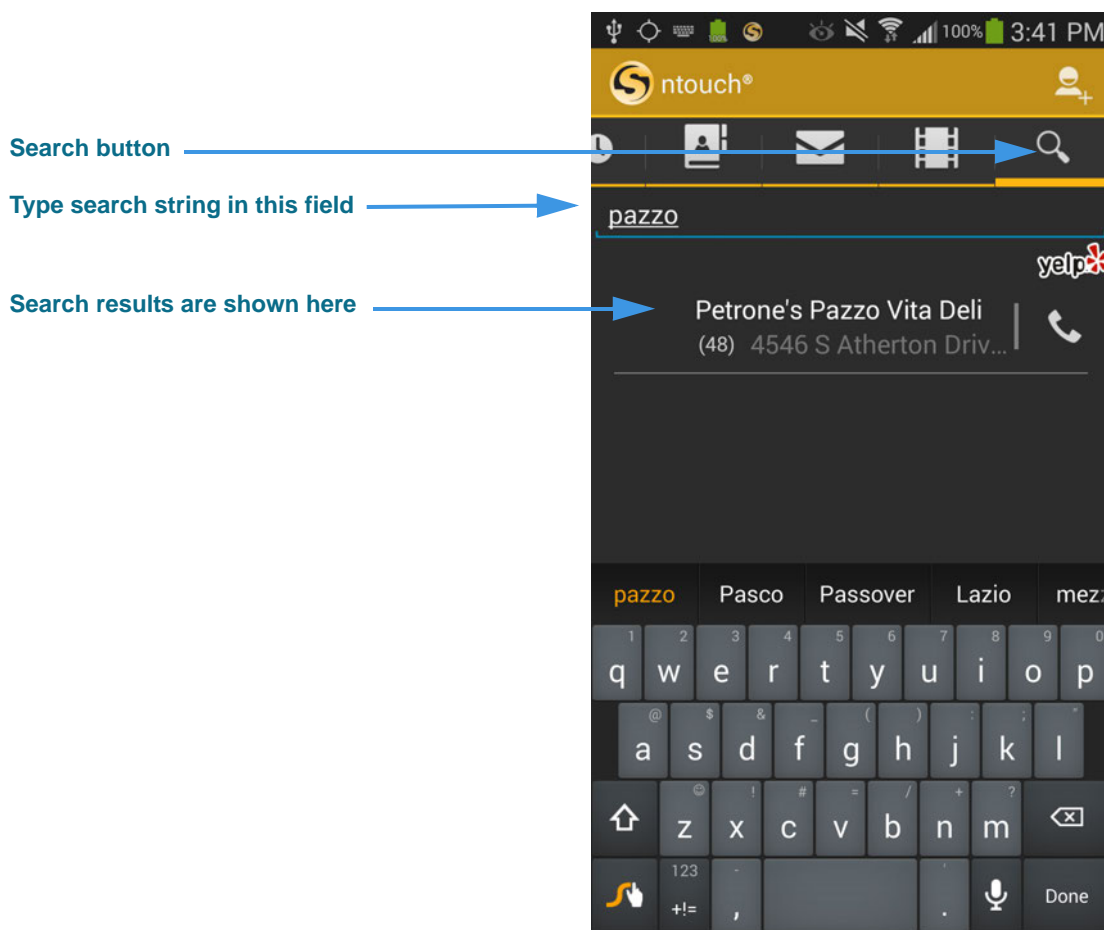 100% 3:41 PM
ntouch®
Search button
Type search string in this field
pazzo
yelp
Search results are shown here
Petrone's Pazzo Vita Deli
(48) 4546 S Atherton Driv...
pazzo Pasco Passover Lazio mez
1 2 3 4 5 6 7 8 9 0
q w e r t y u i o p
@ $ & _ ( ) : ; "
a s d f g h j k l
! # = / + ?
z x c v b n m
123 - '
+!= , . Done